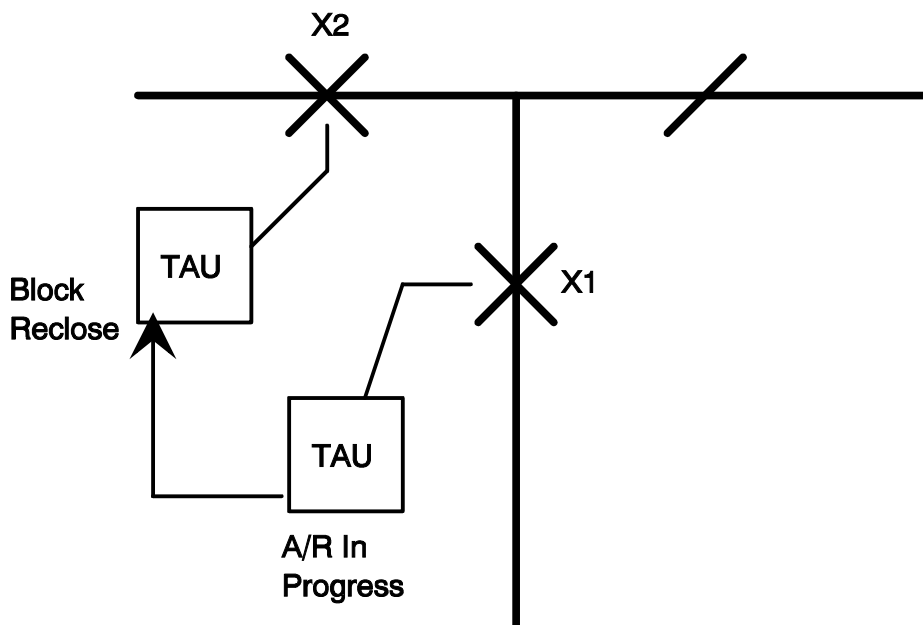 X2
TAU
Block
Reclose
X1
TAU
A/R In
Progress